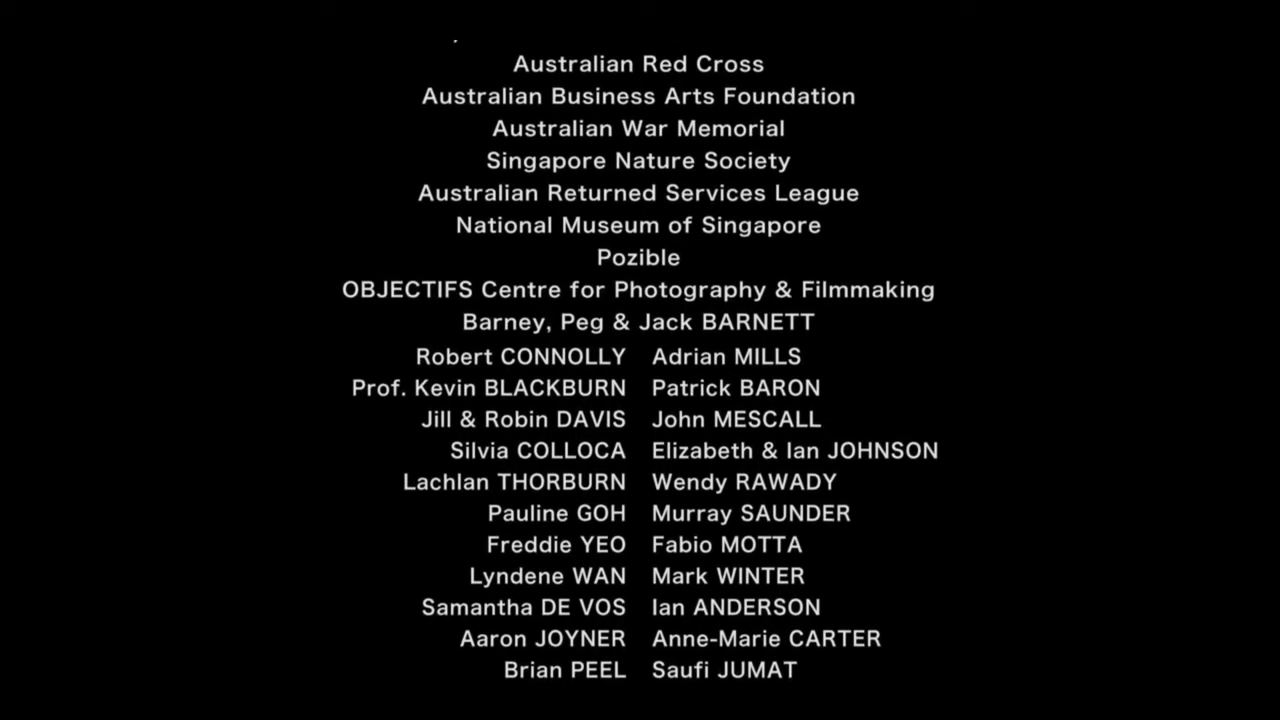 Australian Red Cross
Australian Business Arts Foundation
Australian War Memorial
Singapore Nature Society
Australian Returned Services League
National Museum of Singapore
Pozible
OBJECTIFS Centre for Photography & Filmmaking
Barney, Peg & Jack BARNETT
Robert CONNOLLY Adrian MILLS
Prof. Kevin BLACKBURN Patrick BARON
Jill & Robin DAVIS John MESCALL
Silvia COLLOCA Elizabeth & Ian JOHNSON
Lachlan THORBURN Wendy RAWADY
Pauline GOH Murray SAUNDER
Freddie YEO Fabio MOTTA
Lyndene WAN Mark WINTER
Samantha DE VOS Ian ANDERSON
Aaron JOYNER Anne-Marie CARTER
Brian PEEL Saufi JUMAT